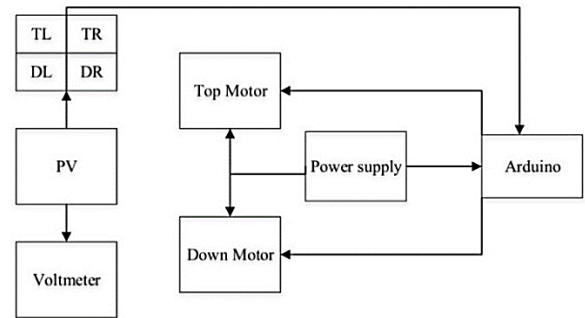 TL TR
DL DR
Top Motor
PV
Power supply
Arduino
Down Motor
Voltmeter